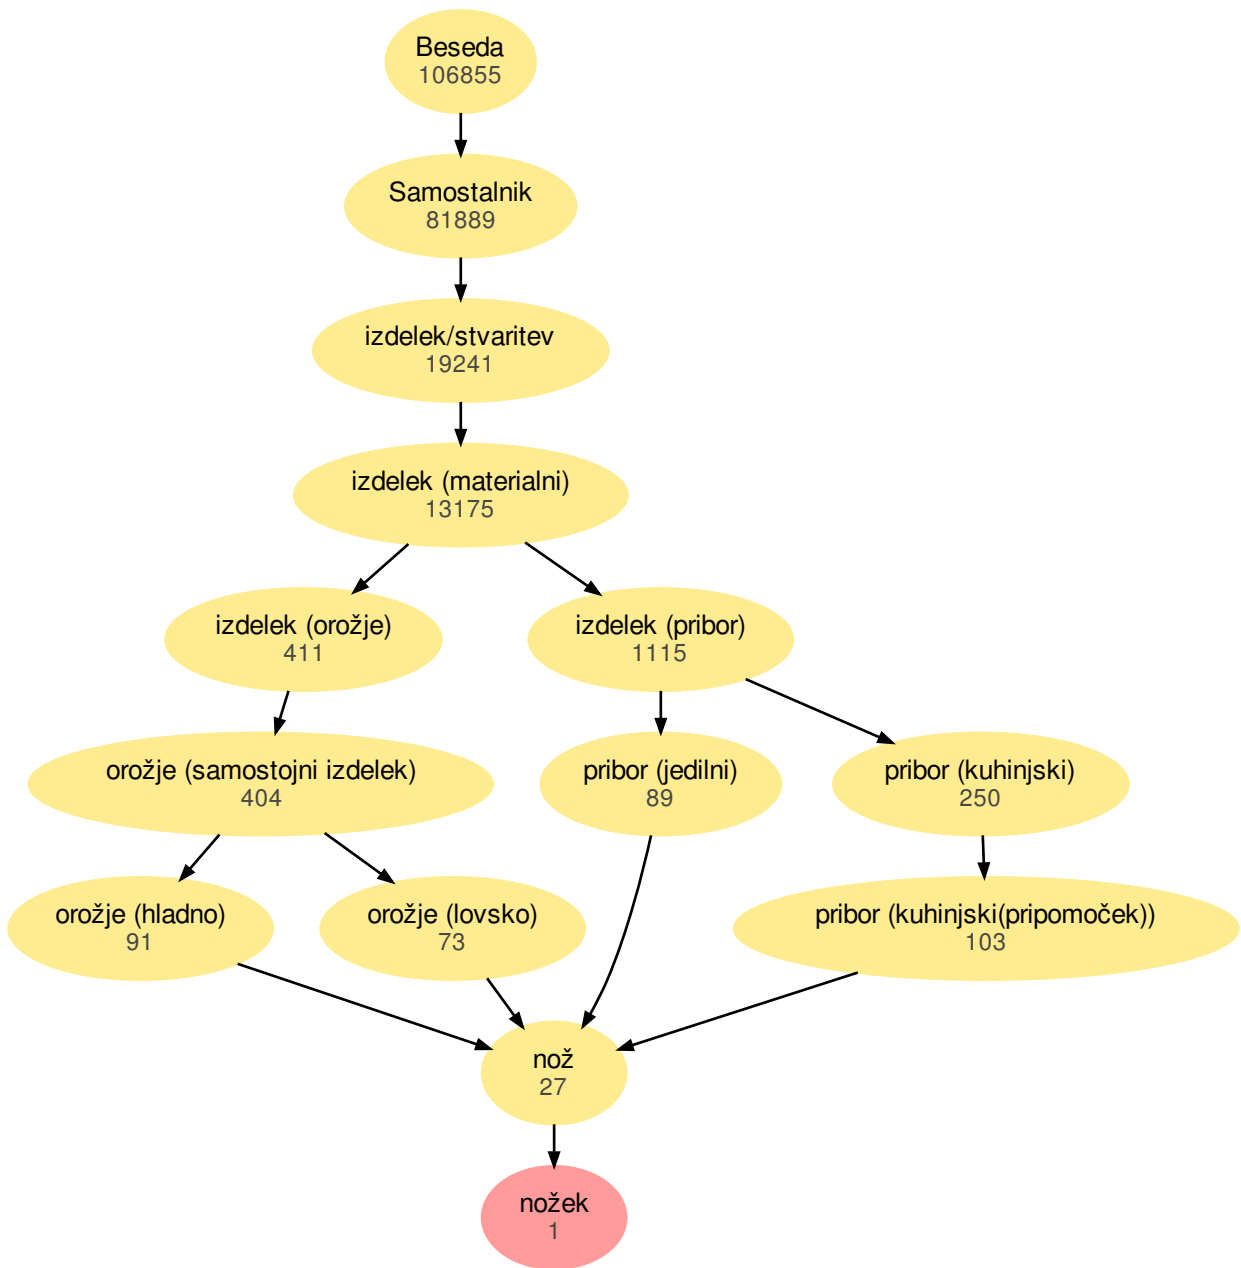 Beseda
106855
Samostalnik
81889
izdelek/stvaritev
19241
izdelek (materialni)
13175
izdelek (orožje)
411
izdelek (pribor)
1115
orožje (samostojni izdelek)
404
pribor (jedilni)
89
pribor (kuhinjski)
250
orožje (hladno)
91
orožje (lovsko)
73
pribor (kuhinjski(pripomoček))
103
nož
27
nožek
1